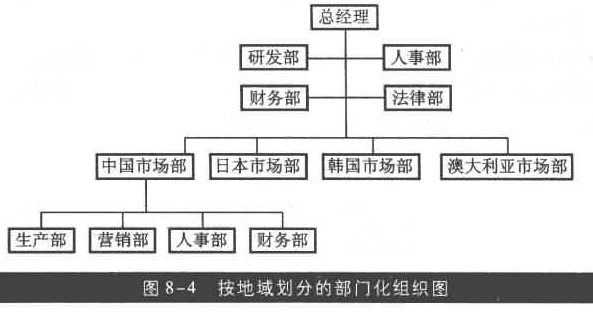 总经理
研发部 人事部
财务部 法律部
中国市场部 日本市场部 韩国市场部 澳大利亚市场部
生产部 营销部 人事部 财务部
图8-4 按地域划分的部门化组织图